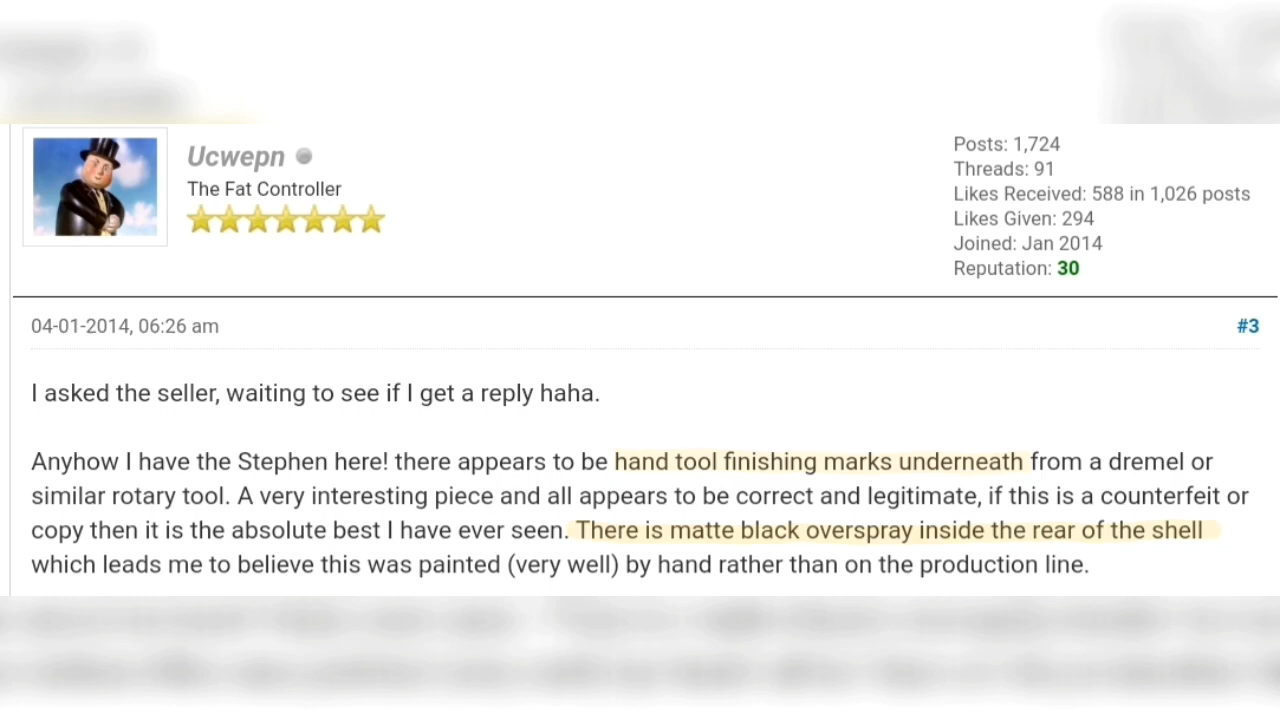 Ucwepn
The Fat Controller
Posts: 1,724
Threads: 91
Likes Received: 588 in 1,026 posts
Likes Given: 294
Joined: Jan 2014
Reputation: 30
04-01-2014, 06:26 am
#3
I asked the seller, waiting to see if I get a reply haha.
Anyhow I have the Stephen here! there appears to be hand tool finishing marks underneath from a dremel or
similar rotary tool. A very interesting piece and all appears to be correct and legitimate, if this is a counterfeit or
copy then it is the absolute best I have ever seen. There is matte black overspray inside the rear of the shell
which leads me to believe this was painted (very well) by hand rather than on the production line.